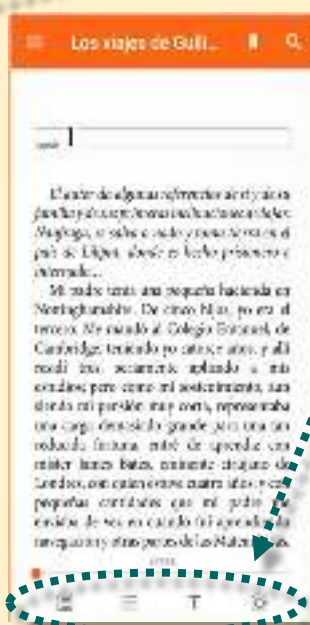 Los viajes de Gulli...
I
El autor de algunas referencias de sí y de su
familia y de sus primeras inclinaciones a viajar.
Naufraga, se salva a nado y toma tierra en el
país de Liliput, donde es hecho prisionero e
internado...
Mi padre tenía una pequeña hacienda en
Nottinghamshire. De cinco hijos, yo era el
tercero. Me mandó al Colegio Emanuel, de
Cambridge, teniendo yo catorce años, y allí
residí tres, seriamente aplicado a mis
estudios; pero como mi sostenimiento, aun
siendo mi pensión muy corta, representaba
una carga demasiado grande para una tan
reducida fortuna, entré de aprendiz con
míster James Bates, eminente cirujano de
Londres, con quien estuve cuatro años, y con
pequeñas cantidades que mi padre me
enviaba de vez en cuando fui aprendiendo
navegación y otras partes de las Matemáticas,
T